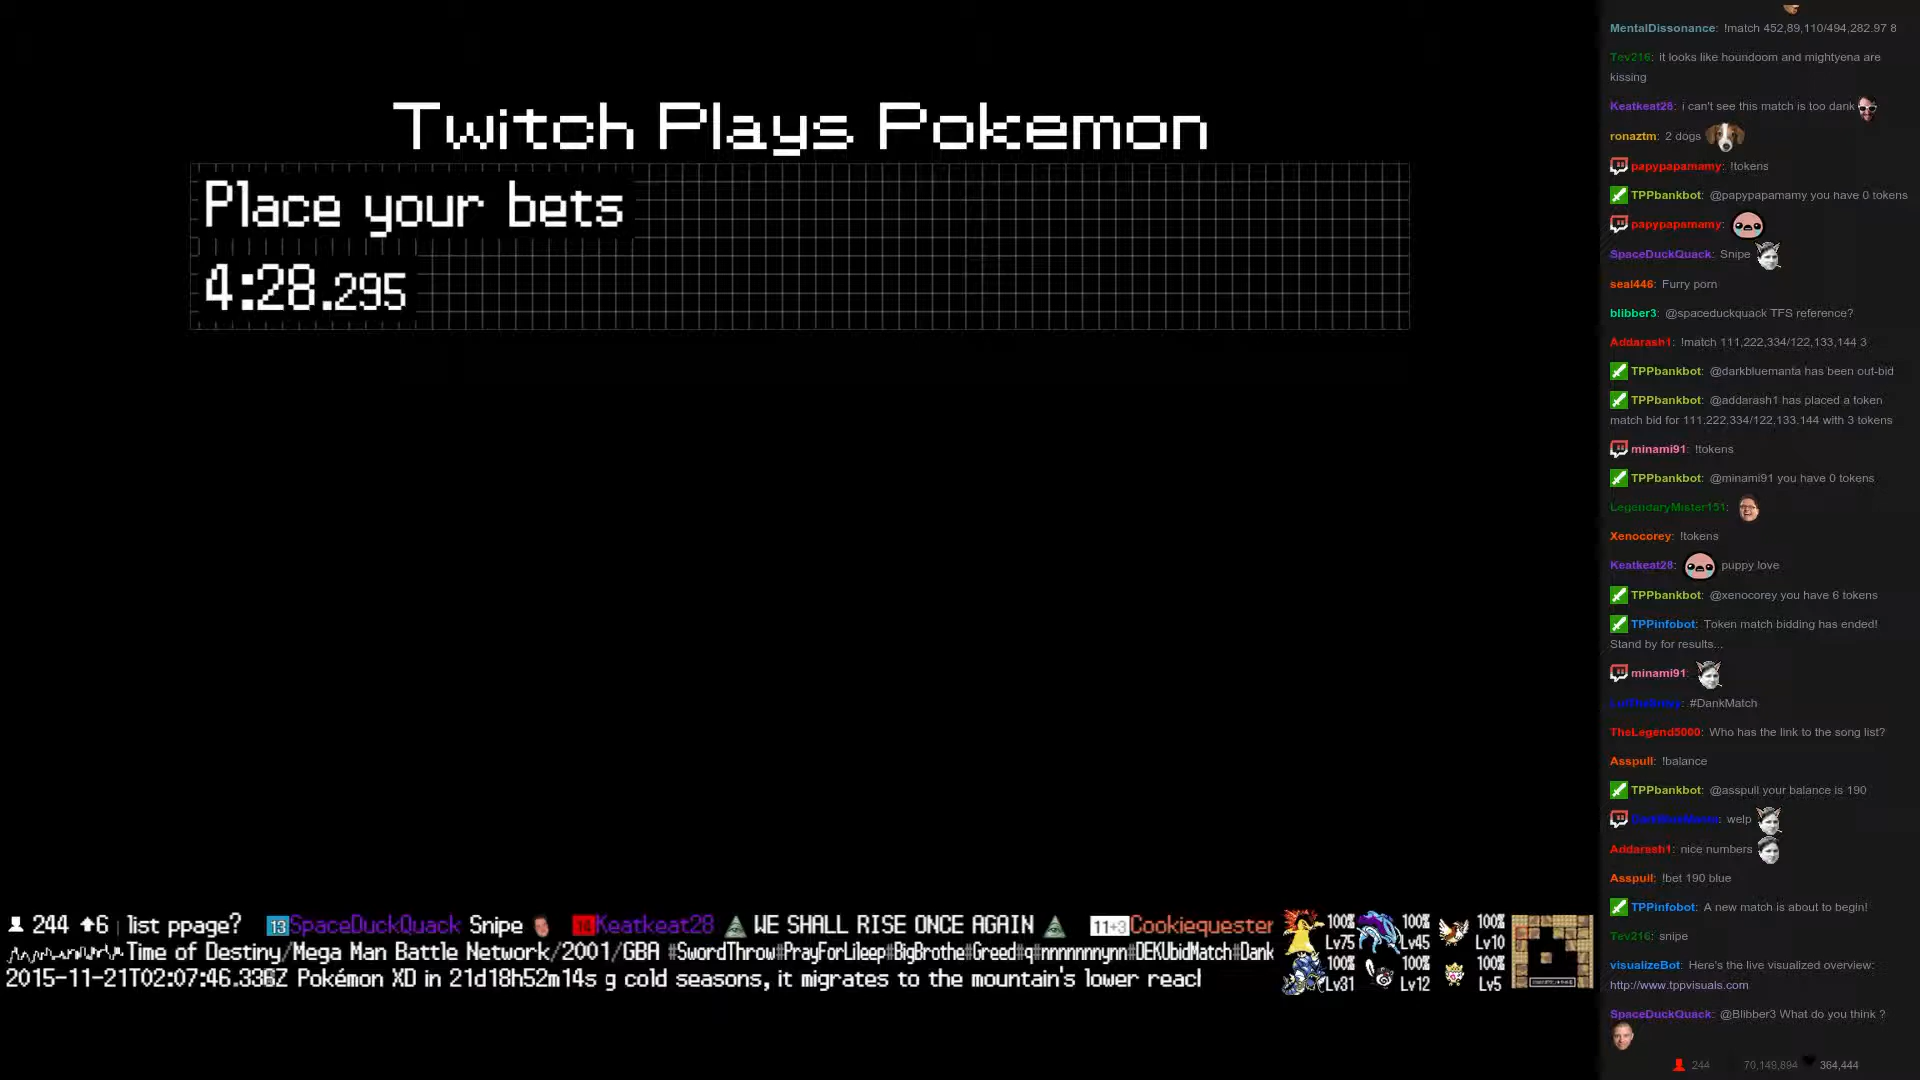 Twitch Plays Pokemon
Place your bets
4:28.295
244 6 list ppage? 13 SpaceDuckQuack Snipe 14 Keatkeat28 WE SHALL RISE ONCE AGAIN 11+3 Cookiequester
Time of Destiny/Mega Man Battle Network/2001/GBA #SwordThrow#PrayForLileep#BigBrothe#Greed#q#nnnnnnynn#DEKUbidMatch#Dank
Pokémon XD in 21d18h52m14s g cold seasons, it migrates to the mountain's lower reacl
100% Lv75 100% Lv45 100% Lv10
100% Lv31 100% Lv12 100% Lv5
MentalDissonance: !match 452,89,110/494,282.97 8
Tev216: it looks like houndoom and mightyena are
kissing
Keatkeat28: i can't see this match is too dank
ronaztm: 2 dogs
papypapamamy: !tokens
TPPbankbot: @papypapamamy you have 0 tokens
papypapamamy:
SpaceDuckQuack: Snipe
seal446: Furry porn
blibber3: @spaceduckquack TFS reference?
Addarash1: !match 111,222,334/122,133,144 3
TPPbankbot: @darkbluemanta has been out-bid
TPPbankbot: @addarash1 has placed a token
match bid for 111,222,334/122,133,144 with 3 tokens
minami91: !tokens
TPPbankbot: @minami91 you have 0 tokens
LegendaryMister151:
Xenocorey: !tokens
Keatkeat28: puppy love
TPPbankbot: @xenocorey you have 6 tokens
TPPinfobot: Token match bidding has ended!
Stand by for results...
minami91:
#DankMatch
TheLegend5000: Who has the link to the song list?
Asspull: !balance
TPPbankbot: @asspull your balance is 190
DarkBlueManta: welp
Addarash1: nice numbers
Asspull: !bet 190 blue
TPPinfobot: A new match is about to begin!
Tev216: snipe
visualizeBot: Here's the live visualized overview:
http://www.tppvisuals.com
SpaceDuckQuack: @Blibber3 What do you think ?
244 70,149,894 364,444